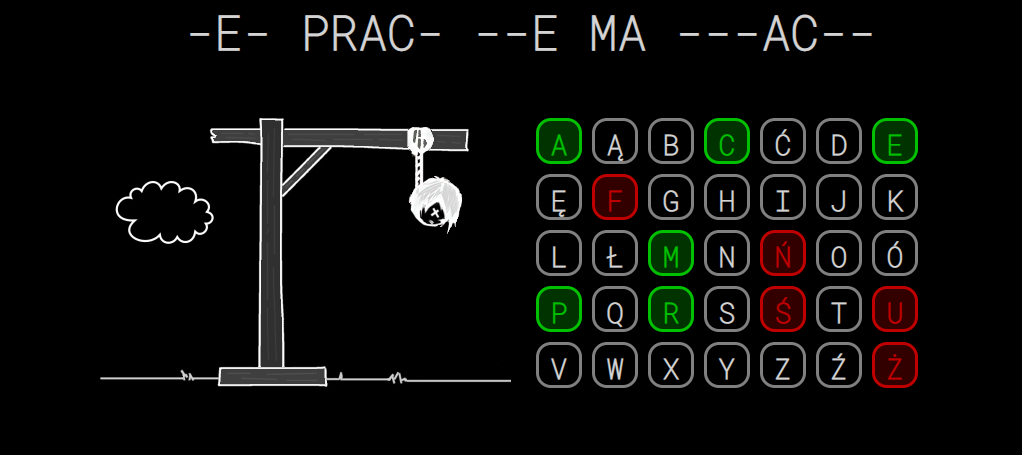 -E- PRAC- --E MA ---AC--
A Ą B C Ć D E
Ę F G H I J K
L Ł M N Ń O Ó
P Q R S Ś T U
V W X Y Z Ź Ż